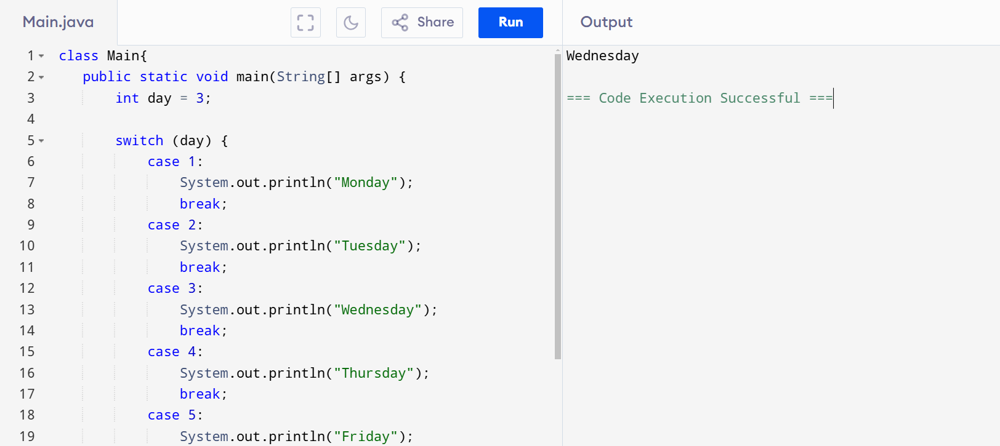 Main.java
Share
Run
Output
1 class Main{
2 public static void main(String[] args) {
3 int day = 3;
4
5 switch (day) {
6 case 1:
7 System.out.println("Monday");
8 break;
9 case 2:
10 System.out.println("Tuesday");
11 break;
12 case 3:
13 System.out.println("Wednesday");
14 break;
15 case 4:
16 System.out.println("Thursday");
17 break;
18 case 5:
19 System.out.println("Friday");
Wednesday
=== Code Execution Successful ===